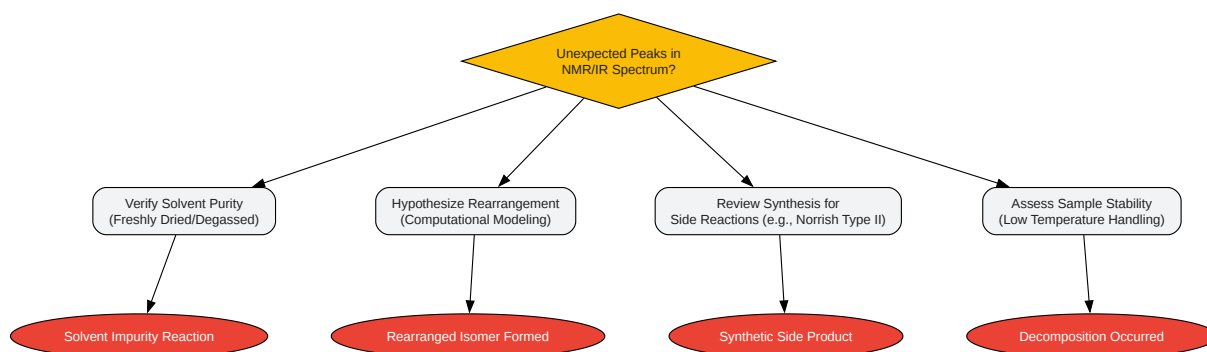 Unexpected Peaks in
NMR/IR Spectrum?
Verify Solvent Purity
(Freshly Dried/Degassed)
Hypothesize Rearrangement
(Computational Modeling)
Review Synthesis for
Side Reactions (e.g., Norrish Type II)
Assess Sample Stability
(Low Temperature Handling)
Solvent Impurity Reaction
Rearranged Isomer Formed
Synthetic Side Product
Decomposition Occurred